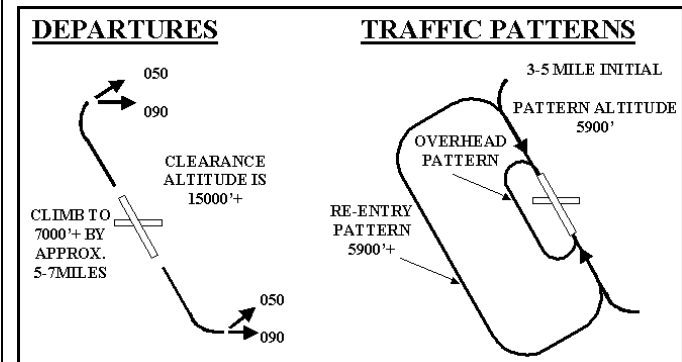 DEPARTURES
050
090
CLEARANCE
ALTITUDE IS
15000'+
CLIMB TO
7000'+ BY
APPROX.
5-7MILES
050
090
TRAFFIC PATTERNS
3-5 MILE INITIAL
PATTERN ALTITUDE
5900'
OVERHEAD
PATTERN
RE-ENTRY
PATTERN
5900'+